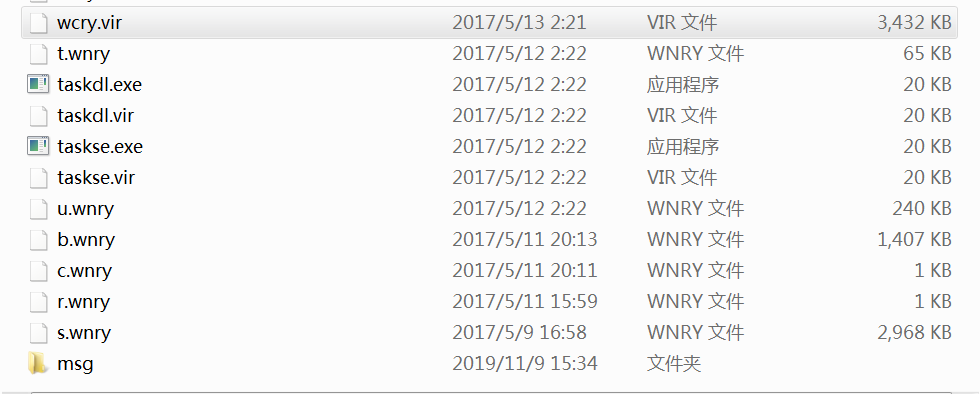 wcry.vir 2017/5/13 2:21 VIR 文件 3,432 KB
t.wnry 2017/5/12 2:22 WNRY 文件 65 KB
taskdl.exe 2017/5/12 2:22 应用程序 20 KB
taskdl.vir 2017/5/12 2:22 VIR 文件 20 KB
taskse.exe 2017/5/12 2:22 应用程序 20 KB
taskse.vir 2017/5/12 2:22 VIR 文件 20 KB
u.wnry 2017/5/12 2:22 WNRY 文件 240 KB
b.wnry 2017/5/11 20:13 WNRY 文件 1,407 KB
c.wnry 2017/5/11 20:11 WNRY 文件 1 KB
r.wnry 2017/5/11 15:59 WNRY 文件 1 KB
s.wnry 2017/5/9 16:58 WNRY 文件 2,968 KB
msg 2019/11/9 15:34 文件夹